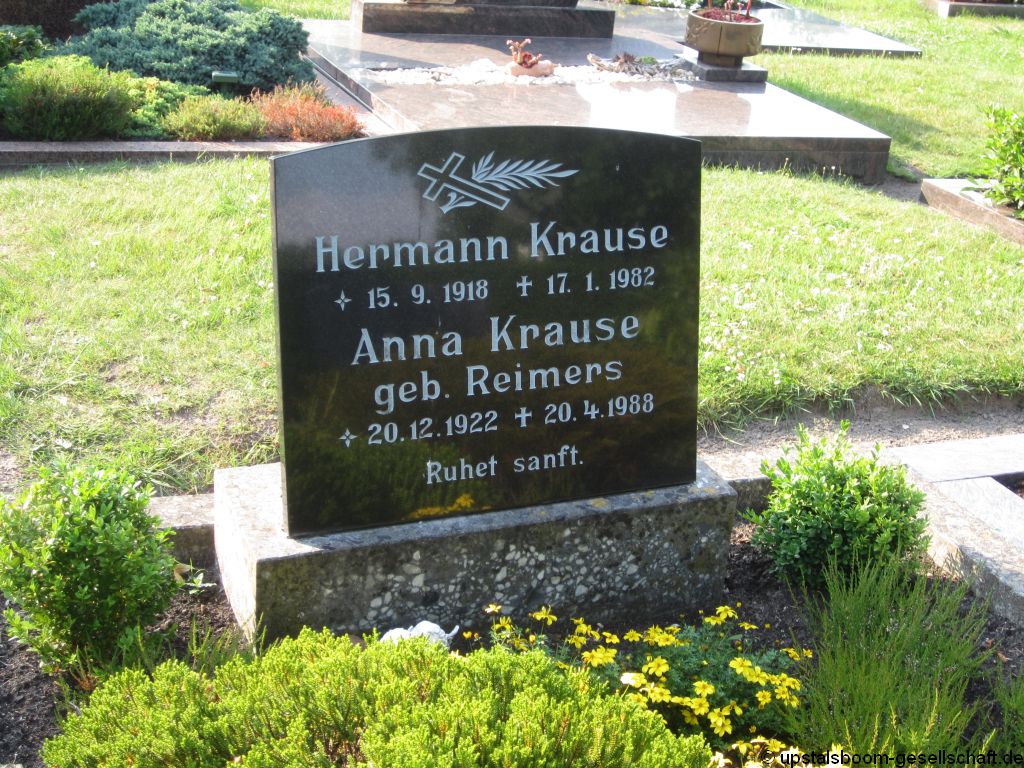 Hermann Krause
✧ 15. 9. 1918 ✝ 17. 1. 1982
Anna Krause
geb. Reimers
✧ 20.12.1922 ✝ 20.4.1988
Ruhet sanft.
© upstalsboom-gesellschaft.de